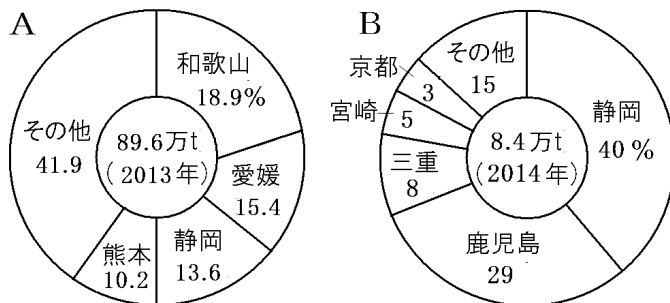 A
和歌山
18.9%
愛媛
15.4
静岡
13.6
熊本
10.2
その他
41.9
89.6万t
(2013年)
B
静岡
40%
鹿児島
29
三重
8
宮崎
5
京都
3
その他
15
8.4万t
(2014年)